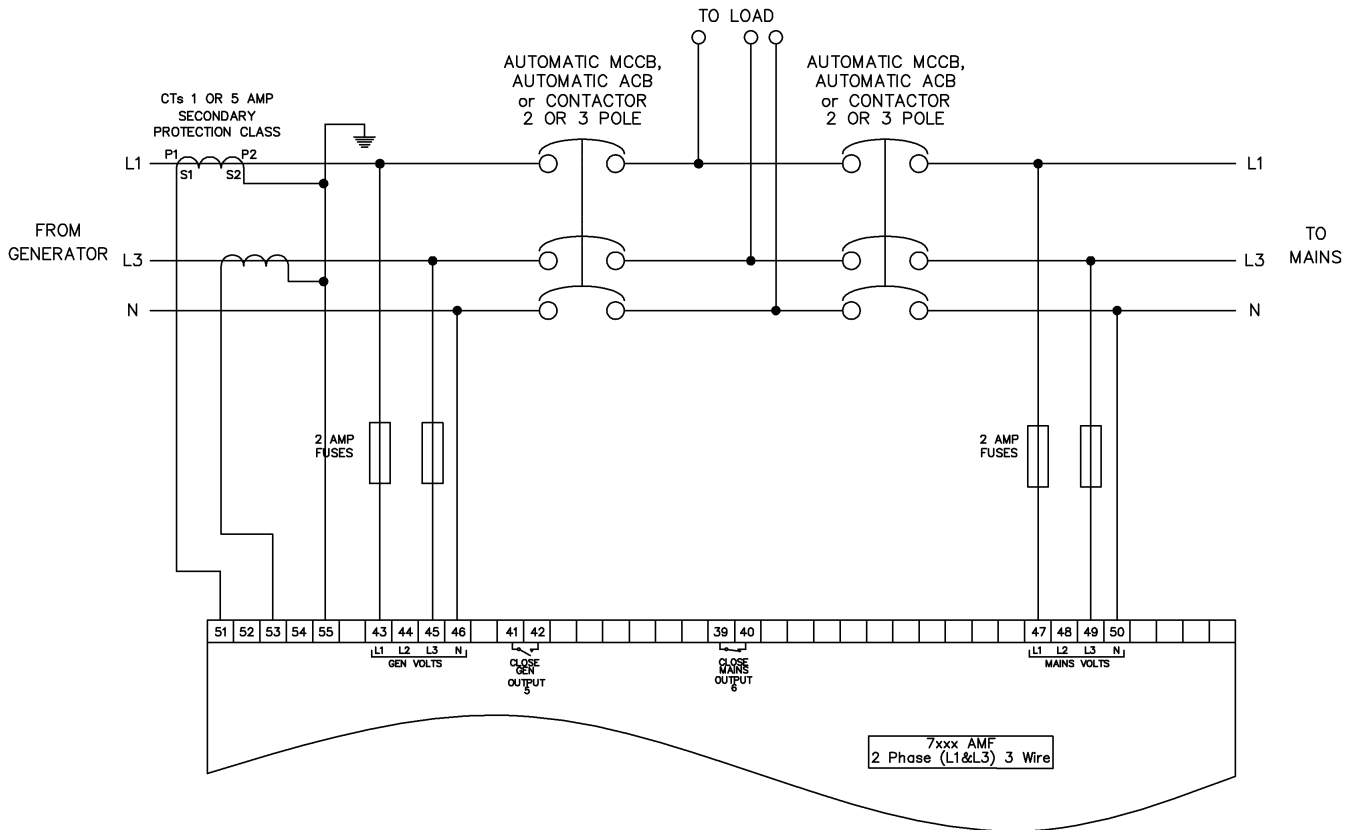 TO LOAD
AUTOMATIC MCCB,
AUTOMATIC ACB
or CONTACTOR
2 OR 3 POLE
AUTOMATIC MCCB,
AUTOMATIC ACB
or CONTACTOR
2 OR 3 POLE
CTs 1 OR 5 AMP
SECONDARY
PROTECTION CLASS
P1 P2
L1
S1 S2
L1
FROM
GENERATOR
L3
TO
MAINS
L3
N
N
2 AMP
FUSES
2 AMP
FUSES
51 52 53 54 55 43 44 45 46 41 42 39 40 47 48 49 50
L1 L2 L3 N
GEN VOLTS
CLOSE
GEN
OUTPUT
5
CLOSE
MAINS
OUTPUT
6
L1 L2 L3 N
MAINS VOLTS
7xxx AMF
2 Phase (L1&L3) 3 Wire